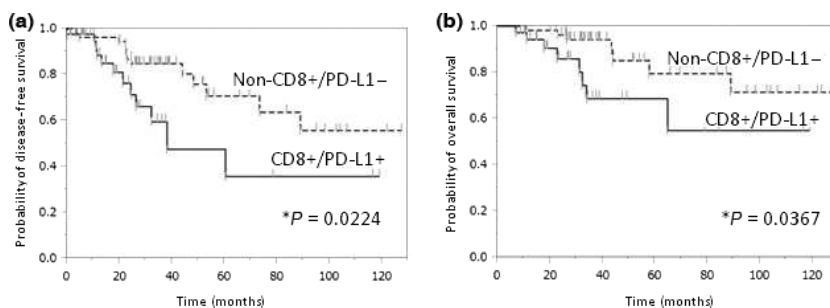 (a)
1.0
0.8
0.6
0.4
0.2
0.0
Probability of disease-free survival
Non-CD8+/PD-L1−
CD8+/PD-L1+
*P = 0.0224
0 20 40 60 80 100 120
Time (months)
(b)
1.0
0.8
0.6
0.4
0.2
0.0
Probability of overall survival
Non-CD8+/PD-L1−
CD8+/PD-L1+
*P = 0.0367
0 20 40 60 80 100 120
Time (months)